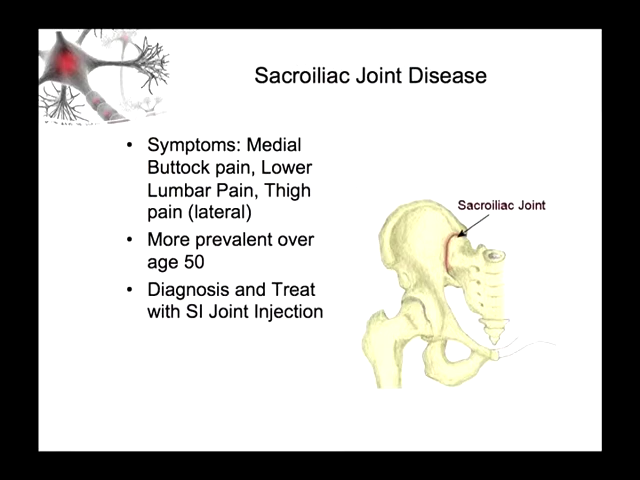 Sacroiliac Joint Disease
• Symptoms: Medial
Buttock pain, Lower
Lumbar Pain, Thigh
pain (lateral)
• More prevalent over
age 50
• Diagnosis and Treat
with SI Joint Injection
Sacroiliac Joint